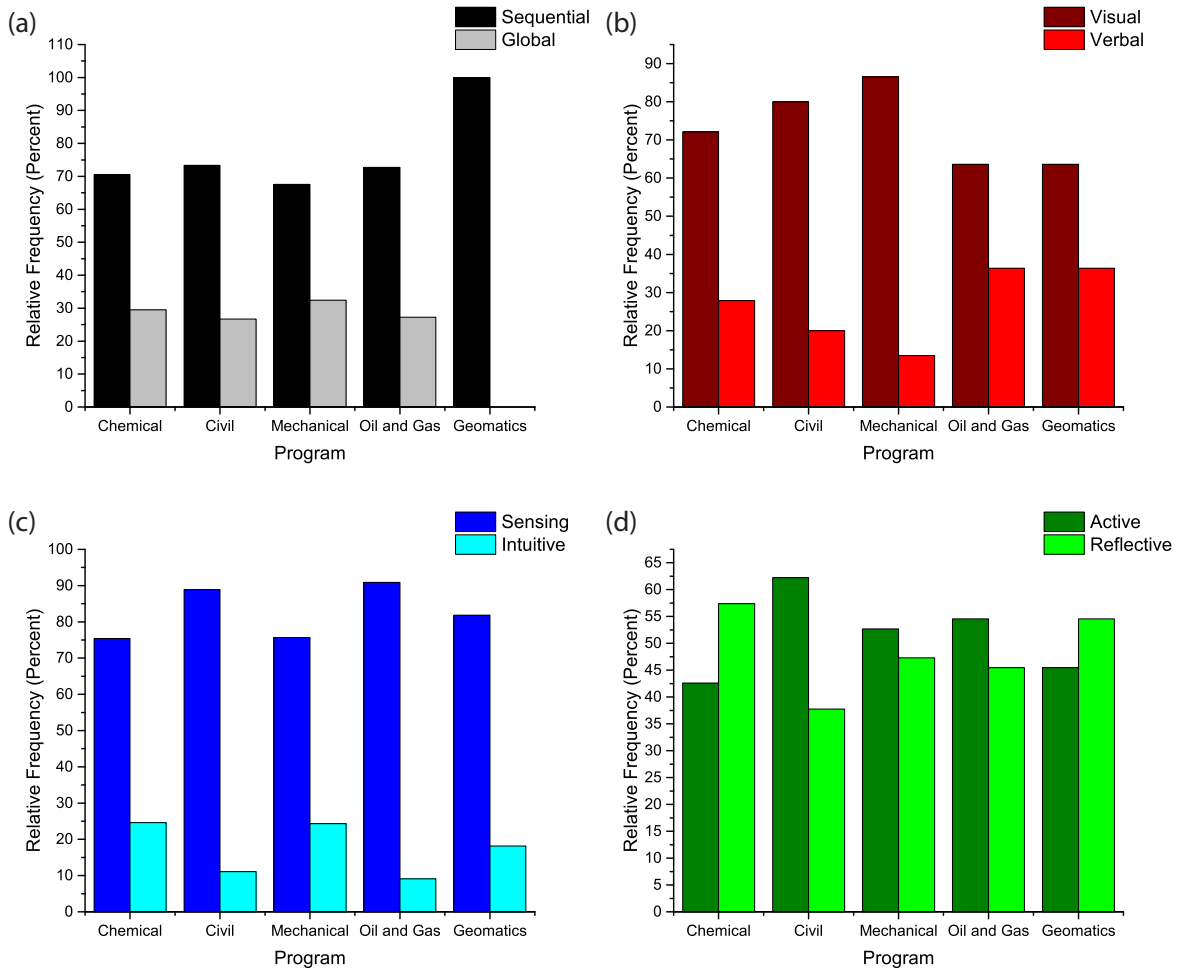 (a)
Sequential
Global
Relative Frequency (Percent)
110
100
90
80
70
60
50
40
30
20
10
0
Chemical Civil Mechanical Oil and Gas Geomatics
Program
(b)
Visual
Verbal
Relative Frequency (Percent)
90
80
70
60
50
40
30
20
10
0
Chemical Civil Mechanical Oil and Gas Geomatics
Program
(c)
Sensing
Intuitive
Relative Frequency (Percent)
100
90
80
70
60
50
40
30
20
10
0
Chemical Civil Mechanical Oil and Gas Geomatics
Program
(d)
Active
Reflective
Relative Frequency (Percent)
65
60
55
50
45
40
35
30
25
20
15
10
5
0
Chemical Civil Mechanical Oil and Gas Geomatics
Program